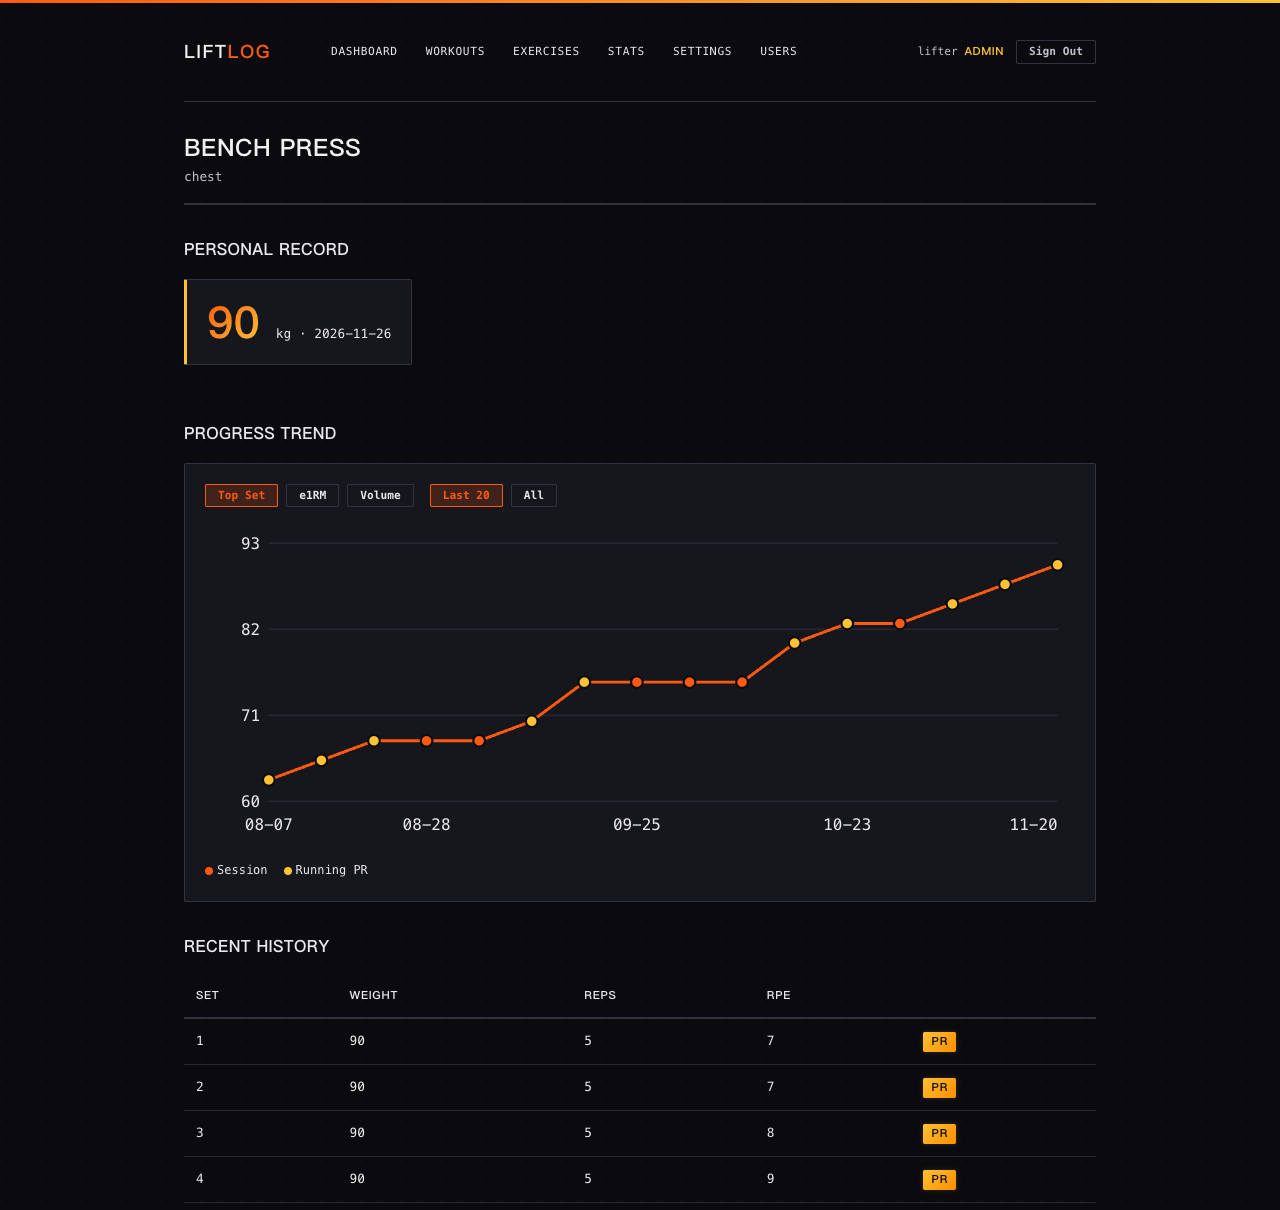 LIFTLOG DASHBOARD WORKOUTS EXERCISES STATS SETTINGS USERS lifter ADMIN Sign Out
BENCH PRESS
chest
PERSONAL RECORD
90 kg · 2026-11-26
PROGRESS TREND
Top Set e1RM Volume Last 20 All
93
82
71
60
08-07 08-28 09-25 10-23 11-20
Session Running PR
RECENT HISTORY
SET WEIGHT REPS RPE
1 90 5 7 PR
2 90 5 7 PR
3 90 5 8 PR
4 90 5 9 PR